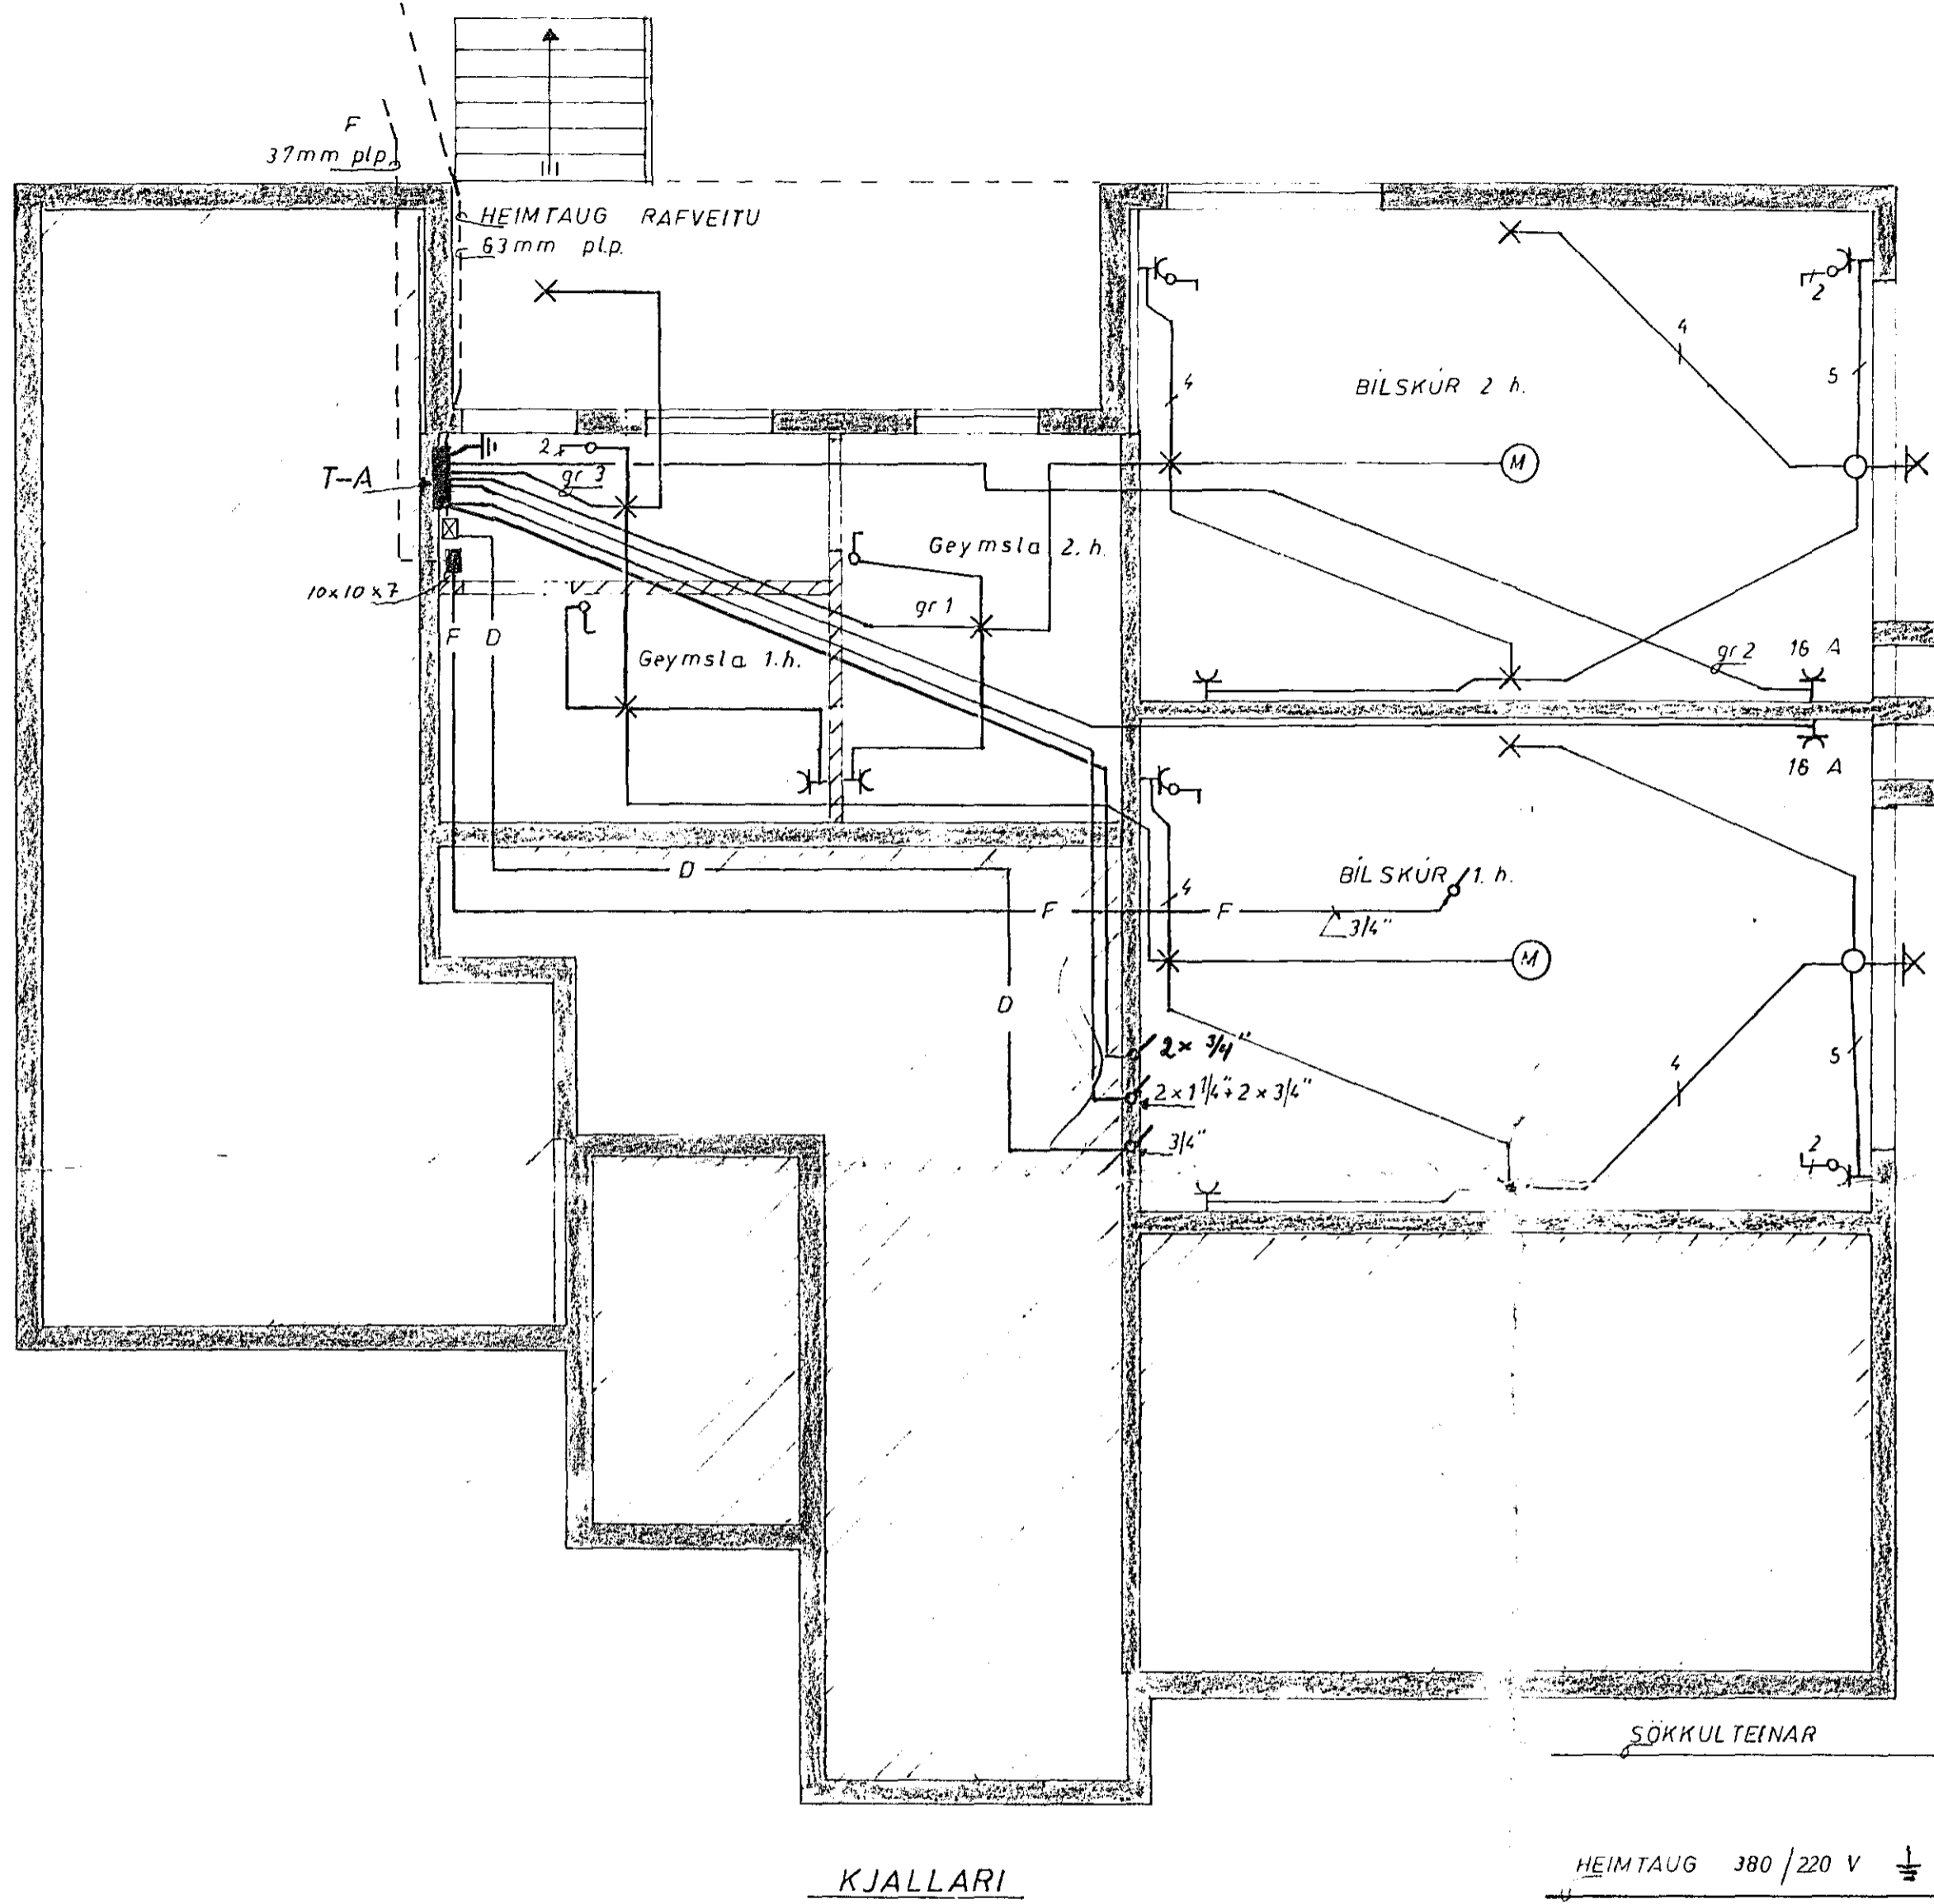 F
37mm plp.
HEIMTAUG RAFVEITU
63mm pl.p.
2
4
BÍLSKÚR 2 h.
4
5
2
gr 3
T-A
M
Geymsla 2. h.
10x10x7
gr 1
F
D
Geymsla 1. h.
gr 2
16 A
16 A
D
BÍLSKÚR 1. h.
4
F
F
3/4"
M
D
2 x 3/4"
2 x 1 1/4" + 2 x 3/4"
3/4"
4
5
2
SÖKKULTEINAR
HEIMTAUG 380 / 220 V
KJALLARI